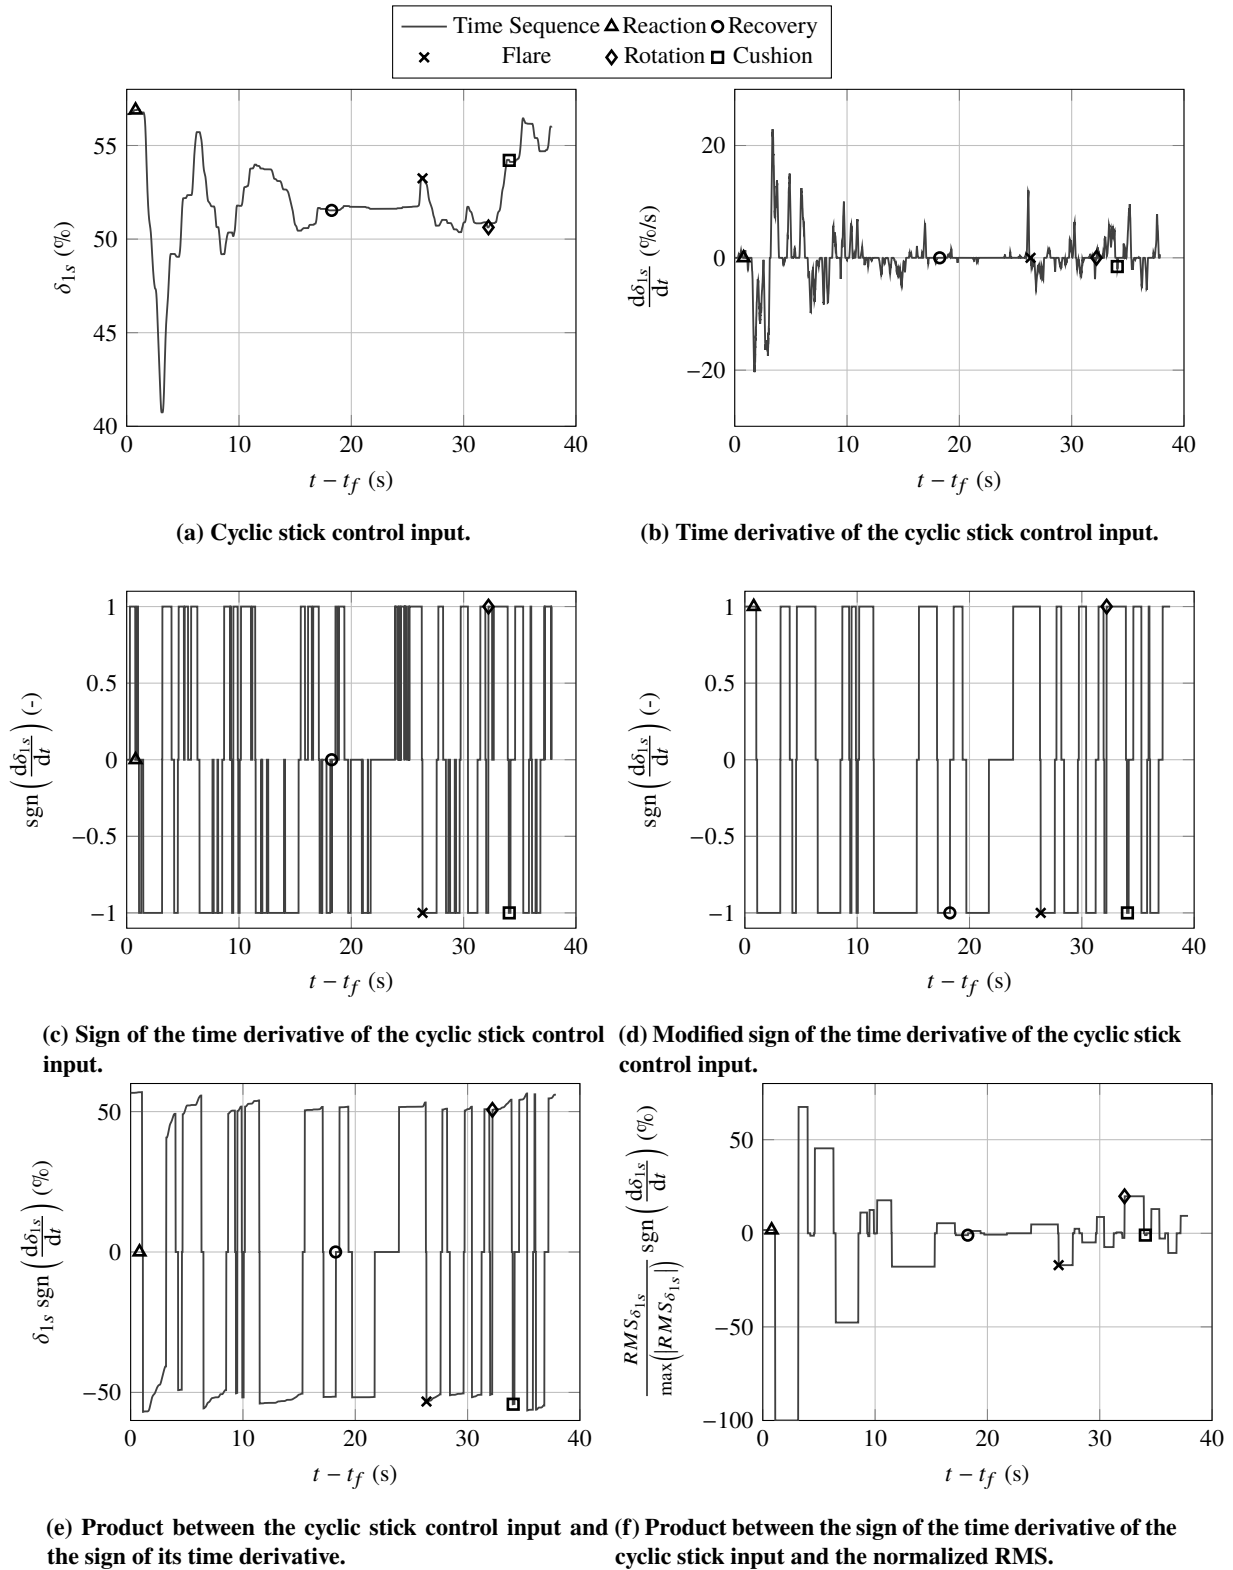 Time Sequence Reaction Recovery
Flare Rotation Cushion
55
50
45
40
δ1s (%)
0 10 20 30 40
t − tf (s)
(a) Cyclic stick control input.
20
0
−20
dδ1s
dt
(%/s)
0 10 20 30 40
t − tf (s)
(b) Time derivative of the cyclic stick control input.
1
0.5
0
−0.5
−1
sgn (dδ1s/dt) (-)
0 10 20 30 40
t − tf (s)
(c) Sign of the time derivative of the cyclic stick control
input.
1
0.5
0
−0.5
−1
sgn (dδ1s/dt) (-)
0 10 20 30 40
t − tf (s)
(d) Modified sign of the time derivative of the cyclic stick
control input.
50
0
−50
δ1s sgn (dδ1s/dt) (%)
0 10 20 30 40
t − tf (s)
(e) Product between the cyclic stick control input and
the sign of its time derivative.
50
0
−50
−100
RMSδ1s / max(|RMSδ1s|) sgn (dδ1s/dt) (%)
0 10 20 30 40
t − tf (s)
(f) Product between the sign of the time derivative of the
cyclic stick input and the normalized RMS.